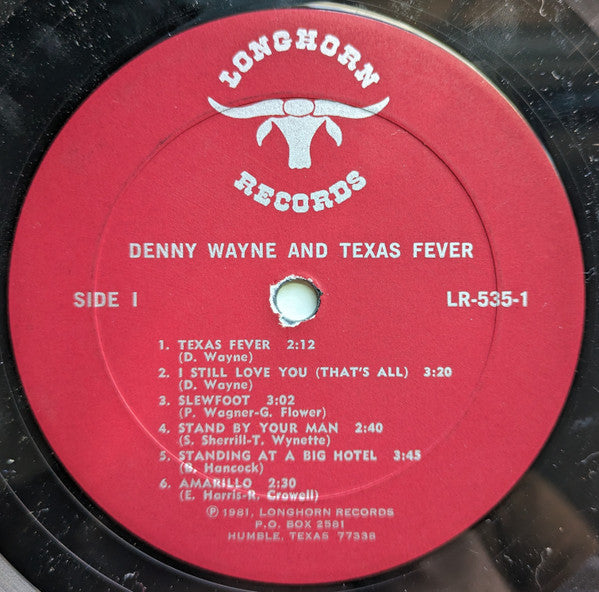 LONGHORN
RECORDS
DENNY WAYNE AND TEXAS FEVER
SIDE I
LR-535-1
1. TEXAS FEVER 2:12
(D. Wayne)
2. I STILL LOVE YOU (THAT'S ALL) 3:20
(D. Wayne)
3. SLEWFOOT 3:02
(P. Wagner-G. Flower)
4. STAND BY YOUR MAN 2:40
(S. Sherrill-T. Wynette)
5. STANDING AT A BIG HOTEL 3:45
(B. Hancock)
6. AMARILLO 2:30
(E. Harris-R. Crowell)
℗ 1981, LONGHORN RECORDS
P.O. BOX 2581
HUMBLE, TEXAS 77338